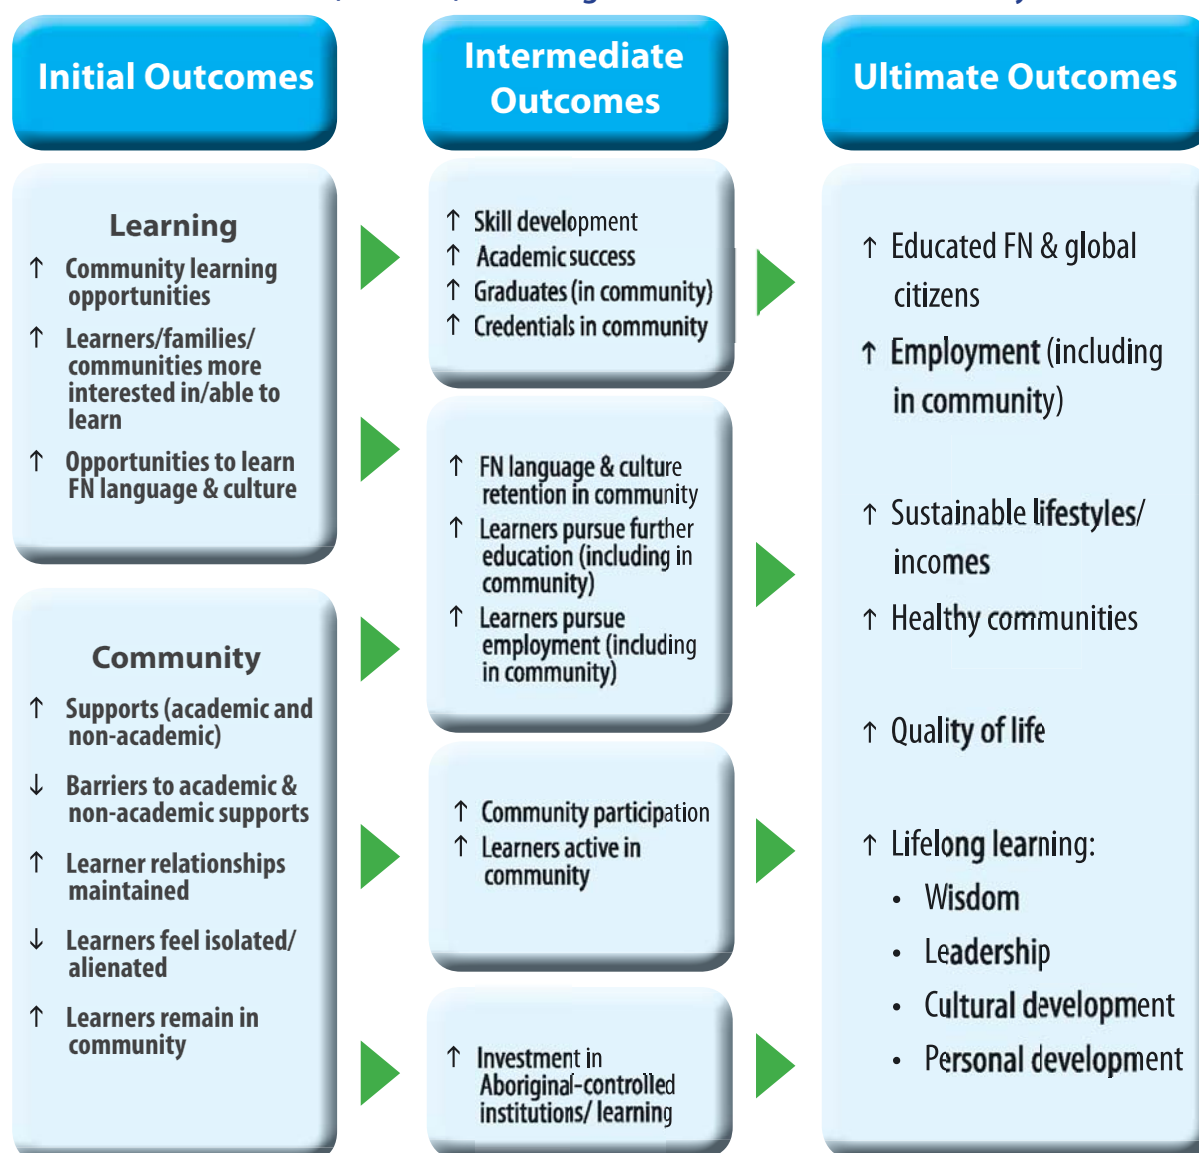 Initial Outcomes
Learning
↑ Community learning
opportunities
↑ Learners/families/
communities more
interested in/able to
learn
↑ Opportunities to learn
FN language & culture
Community
↑ Supports (academic and
non-academic)
↓ Barriers to academic &
non-academic supports
↑ Learner relationships
maintained
↓ Learners feel isolated/
alienated
↑ Learners remain in
community
Intermediate
Outcomes
↑ Skill development
↑ Academic success
↑ Graduates (in community)
↑ Credentials in community
↑ FN language & culture
retention in community
↑ Learners pursue further
education (including in
community)
↑ Learners pursue
employment (including
in community)
↑ Community participation
↑ Learners active in
community
↑ Investment in
Aboriginal-controlled
institutions/ learning
Ultimate Outcomes
↑ Educated FN & global
citizens
↑ Employment (including
in community)
↑ Sustainable lifestyles/
incomes
↑ Healthy communities
↑ Quality of life
↑ Lifelong learning:
• Wisdom
• Leadership
• Cultural development
• Personal development